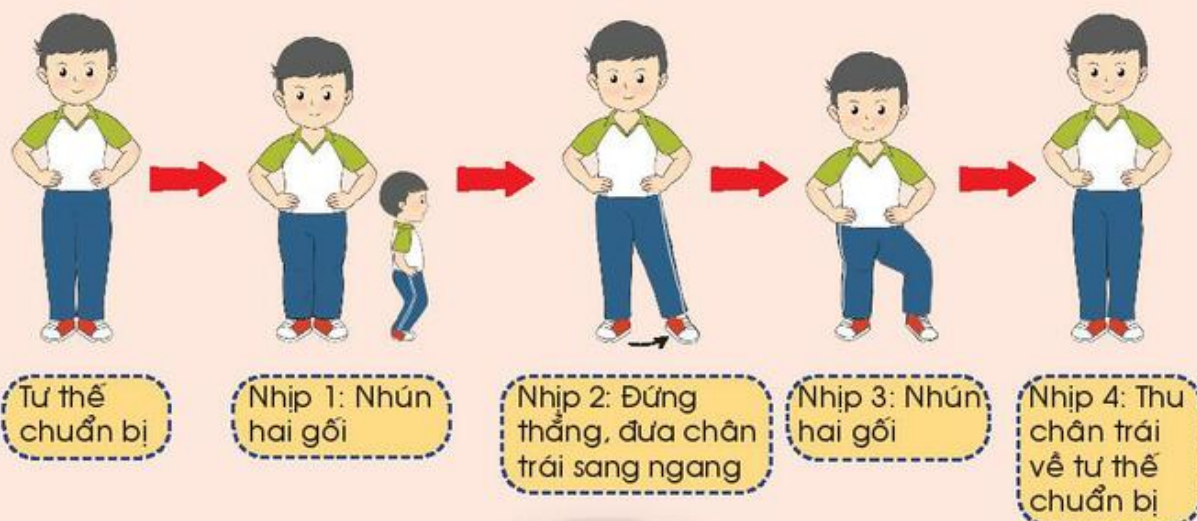 Tư thế
chuẩn bị
Nhịp 1: Nhún
hai gối
Nhịp 2: Đứng
thẳng, đưa chân
trái sang ngang
Nhịp 3: Nhún
hai gối
Nhịp 4: Thu
chân trái
về tư thế
chuẩn bị